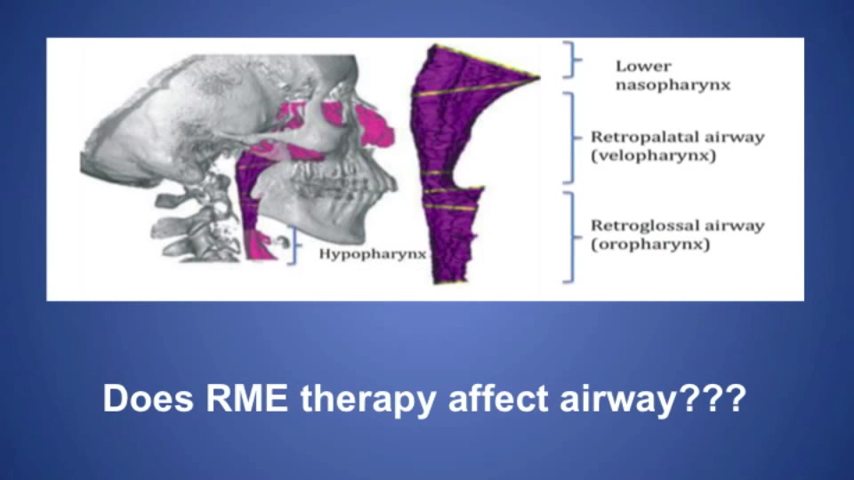 Lower
nasopharynx
Retropalatal airway
(velopharynx)
Retroglossal airway
(oropharynx)
Hypopharynx
Does RME therapy affect airway???